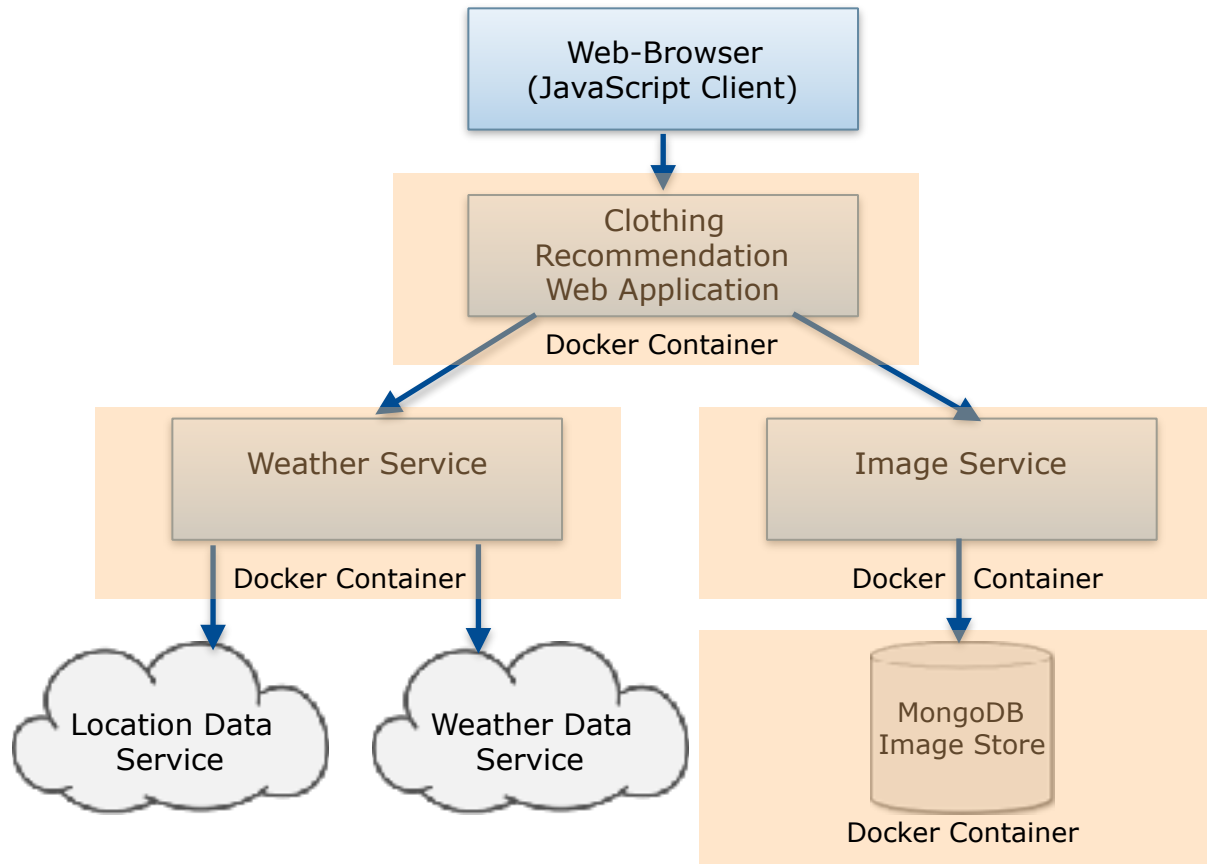 Web-Browser
(JavaScript Client)
Clothing
Recommendation
Web Application
Docker Container
Weather Service
Docker Container
Image Service
Docker Container
Location Data
Service
Weather Data
Service
MongoDB
Image Store
Docker Container